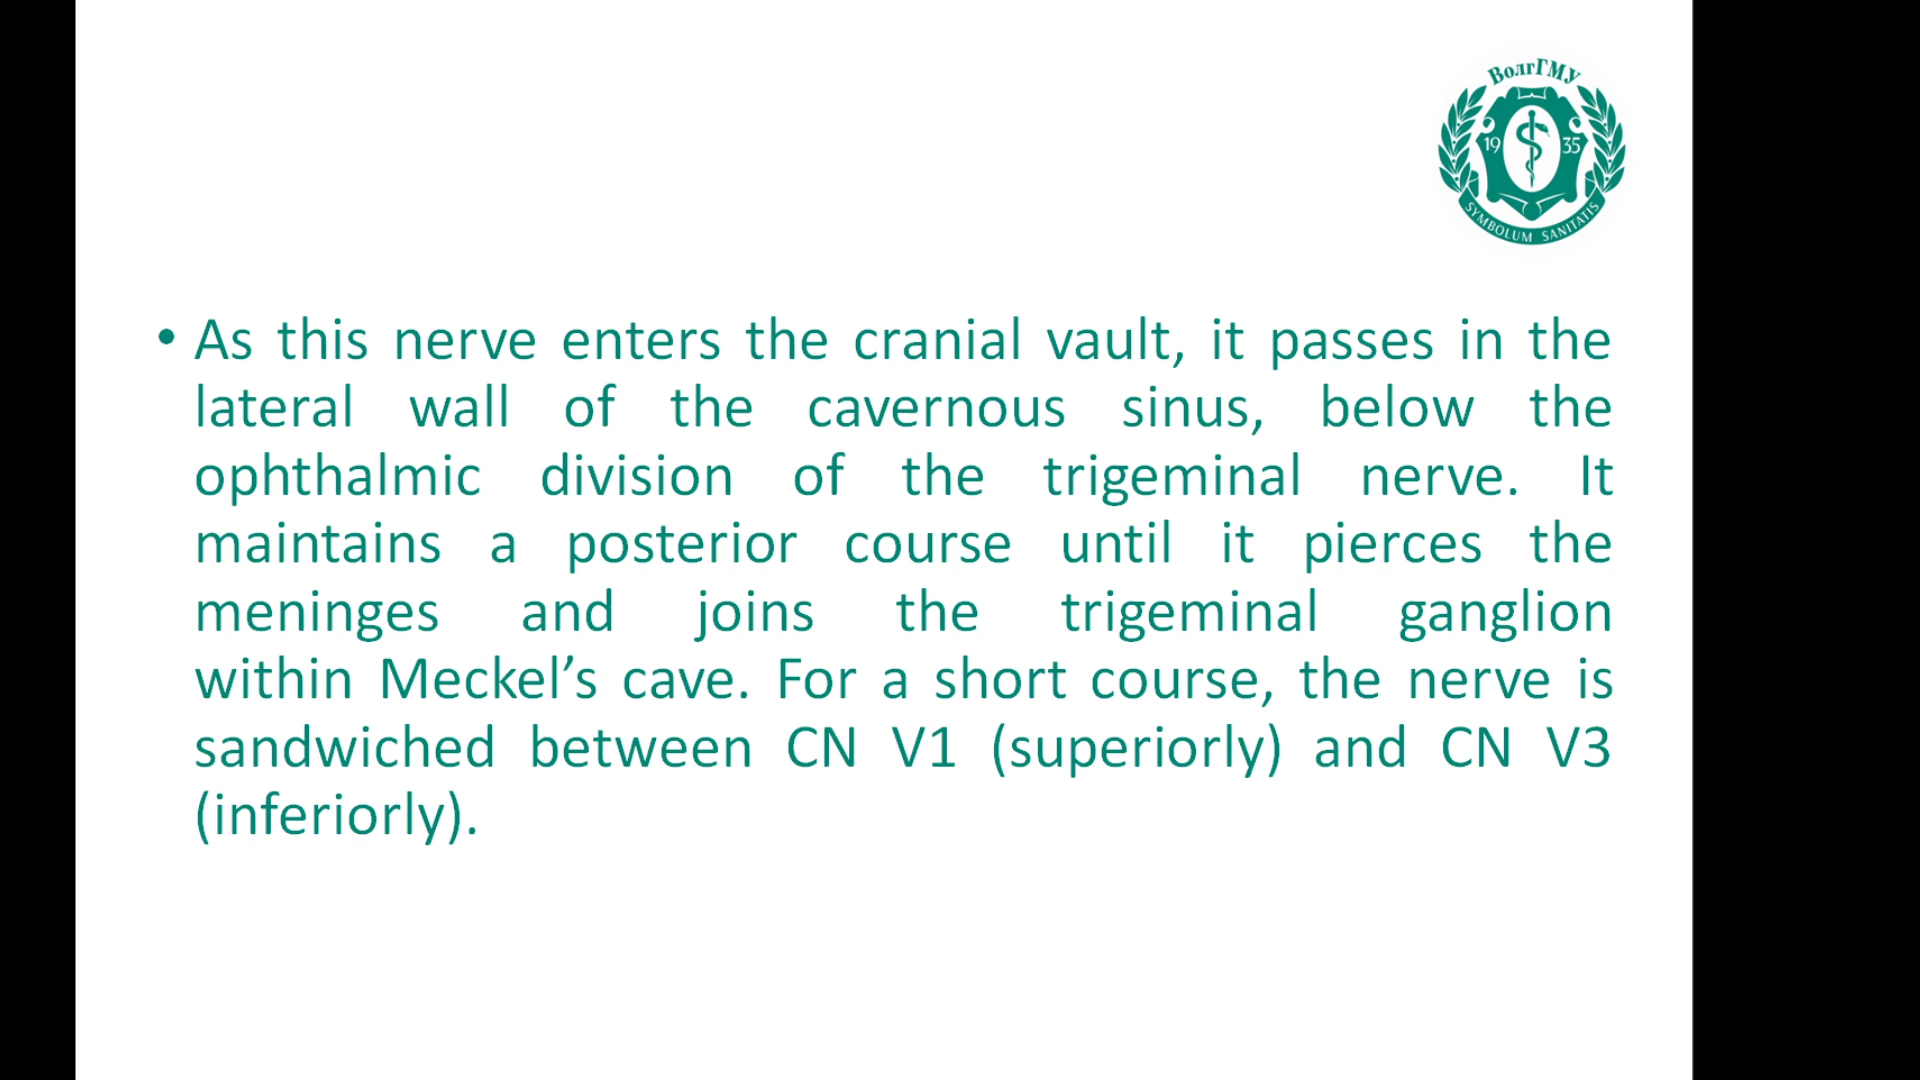 ВолгГМУ
19 35
SYMBOLUM SANITATIS
• As this nerve enters the cranial vault, it passes in the
lateral wall of the cavernous sinus, below the
ophthalmic division of the trigeminal nerve. It
maintains a posterior course until it pierces the
meninges and joins the trigeminal ganglion
within Meckel’s cave. For a short course, the nerve is
sandwiched between CN V1 (superiorly) and CN V3
(inferiorly).